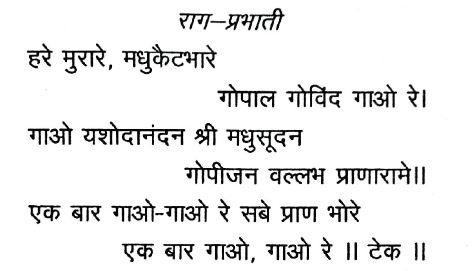 राग–प्रभाती
हरे मुरारे, मधुकैटभारे
गोपाल गोविंद गाओ रे।
गाओ यशोदानंदन श्री मधुसूदन
गोपीजन वल्लभ प्राणारामे॥
एक बार गाओ-गाओ रे सबे प्राण भोरे
एक बार गाओ, गाओ रे ॥ टेक ॥